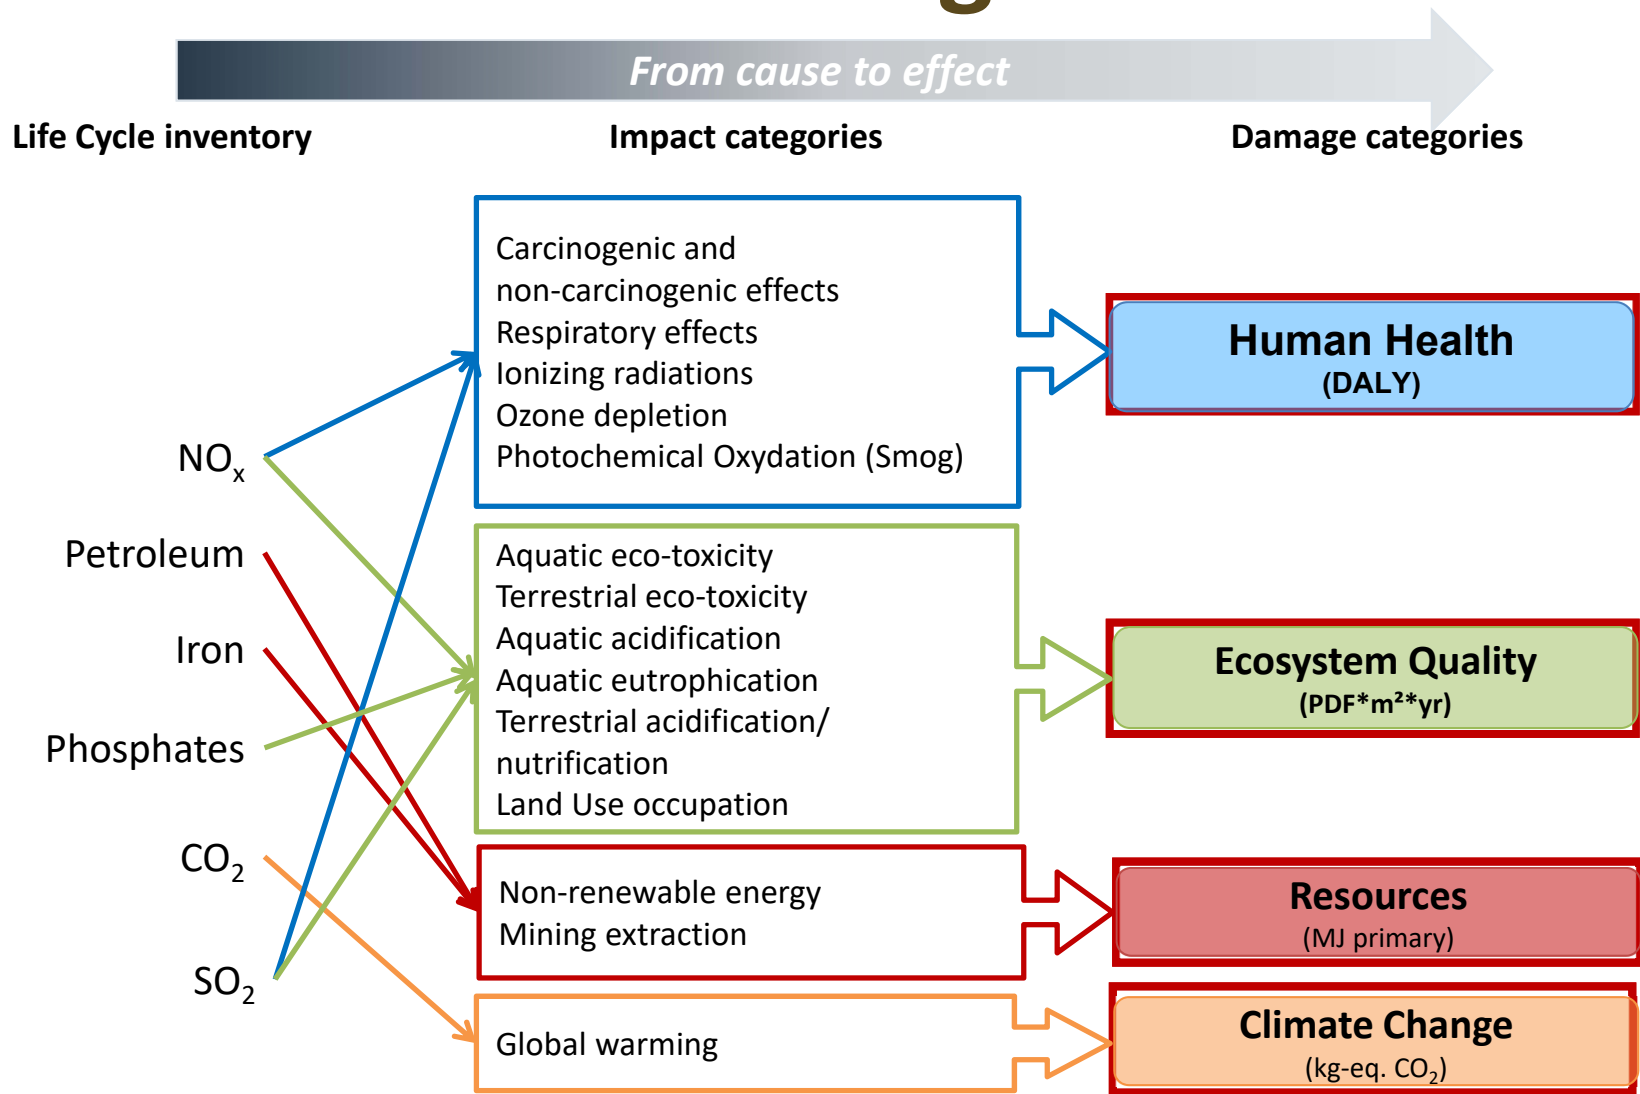 From cause to effect
Life Cycle inventory
Impact categories
Damage categories
Carcinogenic and
non-carcinogenic effects
Respiratory effects
Ionizing radiations
Ozone depletion
Photochemical Oxydation (Smog)
Human Health
(DALY)
NOₓ
Petroleum
Iron
Phosphates
CO₂
SO₂
Aquatic eco-toxicity
Terrestrial eco-toxicity
Aquatic acidification
Aquatic eutrophication
Terrestrial acidification/
nutrification
Land Use occupation
Ecosystem Quality
(PDF*m²*yr)
Non-renewable energy
Mining extraction
Resources
(MJ primary)
Global warming
Climate Change
(kg-eq. CO₂)